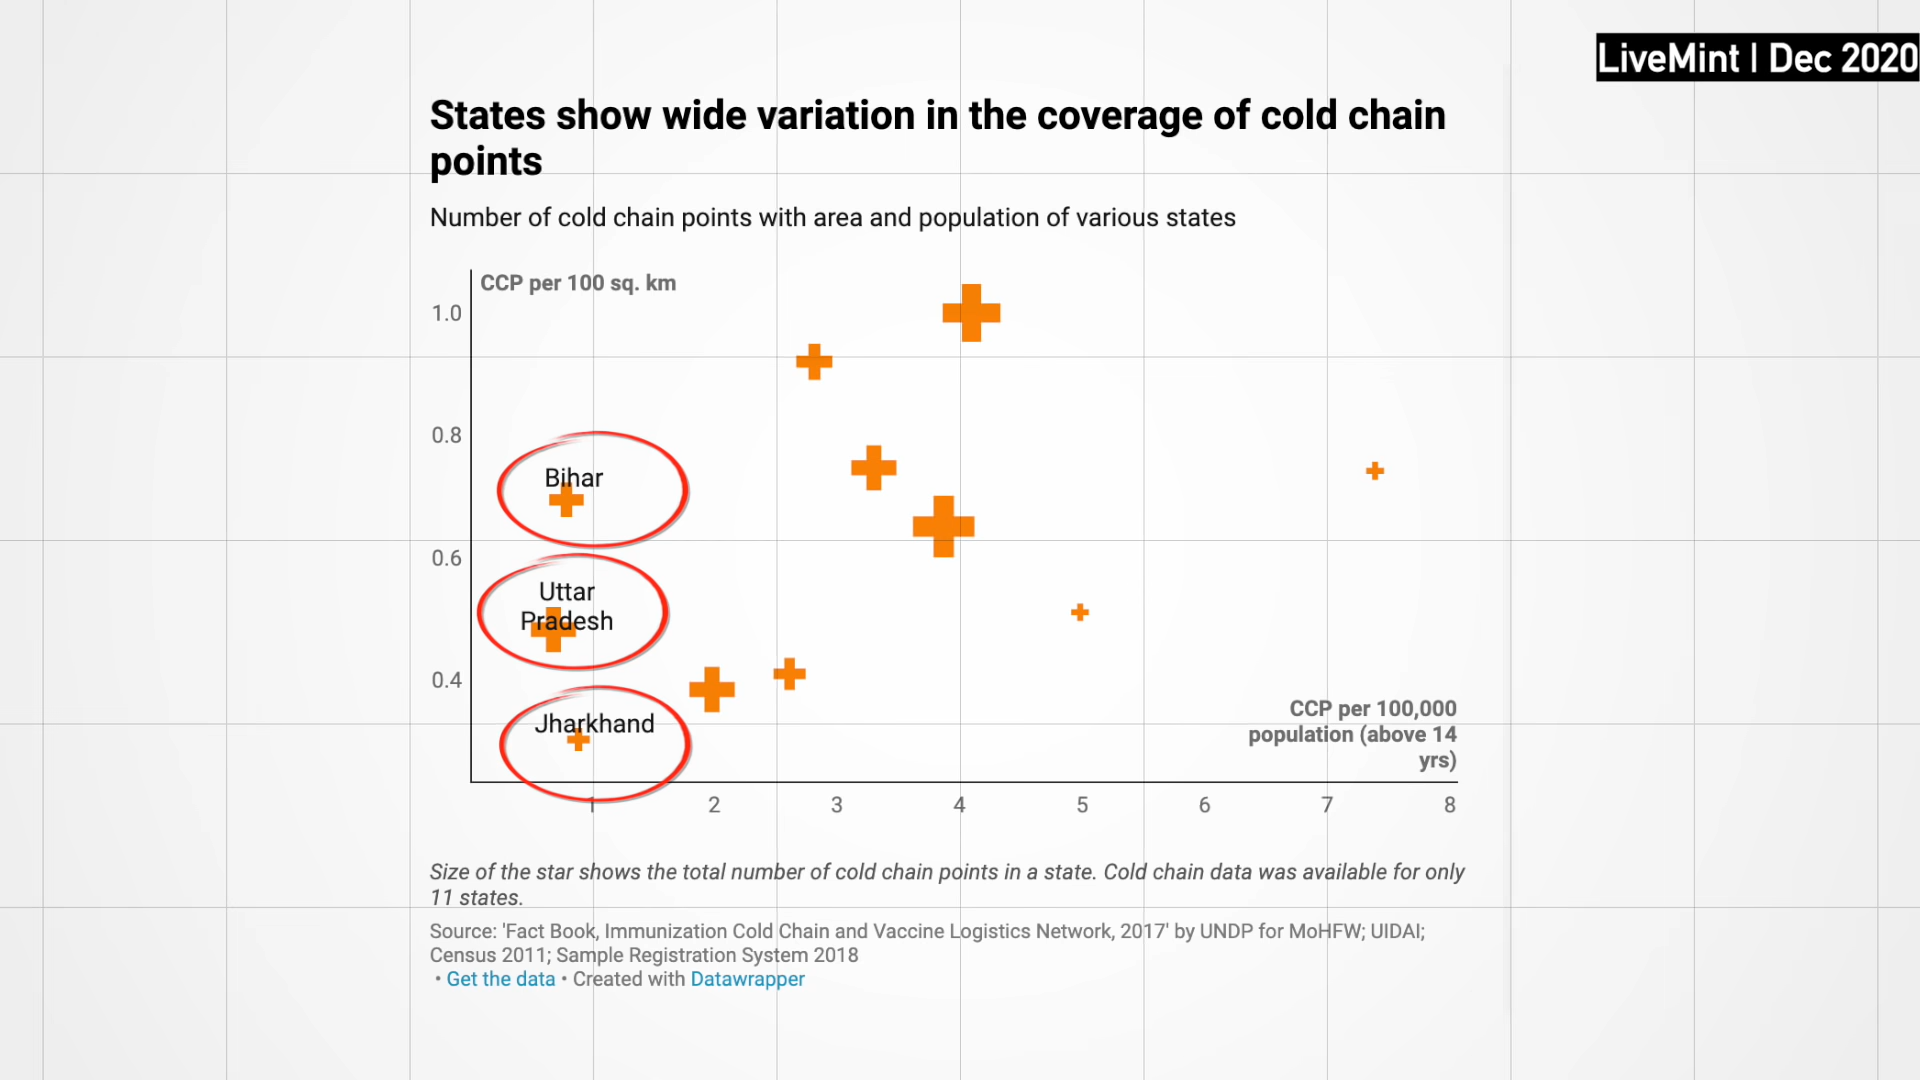 LiveMint | Dec 2020
States show wide variation in the coverage of cold chain
points
Number of cold chain points with area and population of various states
CCP per 100 sq. km
1.0
0.8
Bihar
0.6
Uttar
Pradesh
0.4
Jharkhand
CCP per 100,000
population (above 14
yrs)
1 2 3 4 5 6 7 8
Size of the star shows the total number of cold chain points in a state. Cold chain data was available for only
11 states.
Source: 'Fact Book, Immunization Cold Chain and Vaccine Logistics Network, 2017' by UNDP for MoHFW; UIDAI;
Census 2011; Sample Registration System 2018
• Get the data • Created with Datawrapper